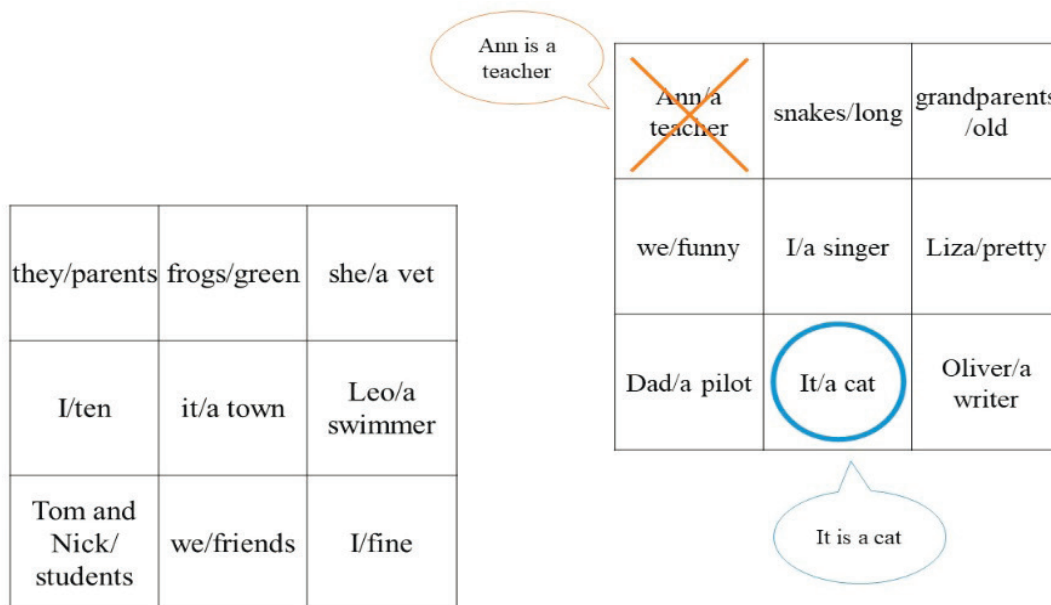 Ann is a
teacher
Ann/a
teacher
snakes/long
grandparents
/old
we/funny
I/a singer
Liza/pretty
Dad/a pilot
It/a cat
Oliver/a
writer
It is a cat
they/parents
frogs/green
she/a vet
I/ten
it/a town
Leo/a
swimmer
Tom and
Nick/
students
we/friends
I/fine